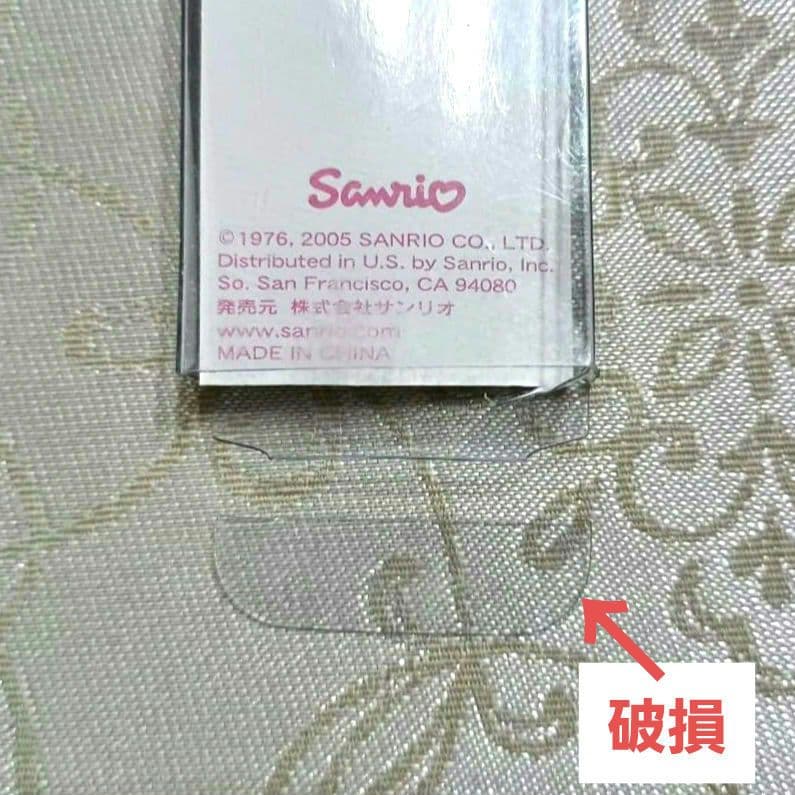 Sanrio
©1976, 2005 SANRIO CO., LTD.
Distributed in U.S. by Sanrio, Inc.
So. San Francisco, CA 94080
発売元 株式会社サンリオ
www.sanrio.com
MADE IN CHINA
破損